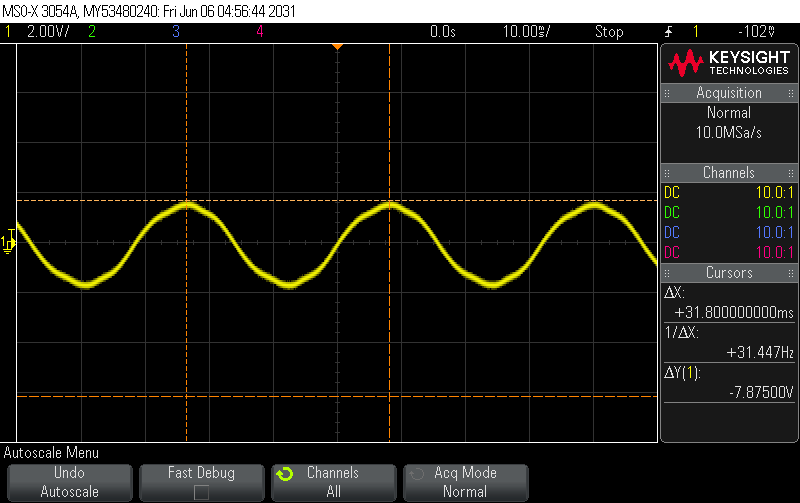 MSO-X 3054A, MY53480240: Fri Jun 06 04:56:44 2031
1 2.00V/ 2 3 4 0.0s 10.00ms/ Stop 1 -102mV
KEYSIGHT
TECHNOLOGIES
Acquisition
Normal
10.0MSa/s
Channels
DC 10.0:1
DC 10.0:1
DC 10.0:1
DC 10.0:1
Cursors
ΔX:
+31.800000000ms
1/ΔX:
+31.447Hz
ΔY(1):
-7.87500V
1
T
Autoscale Menu
Undo
Autoscale
Fast Debug
Channels
All
Acq Mode
Normal